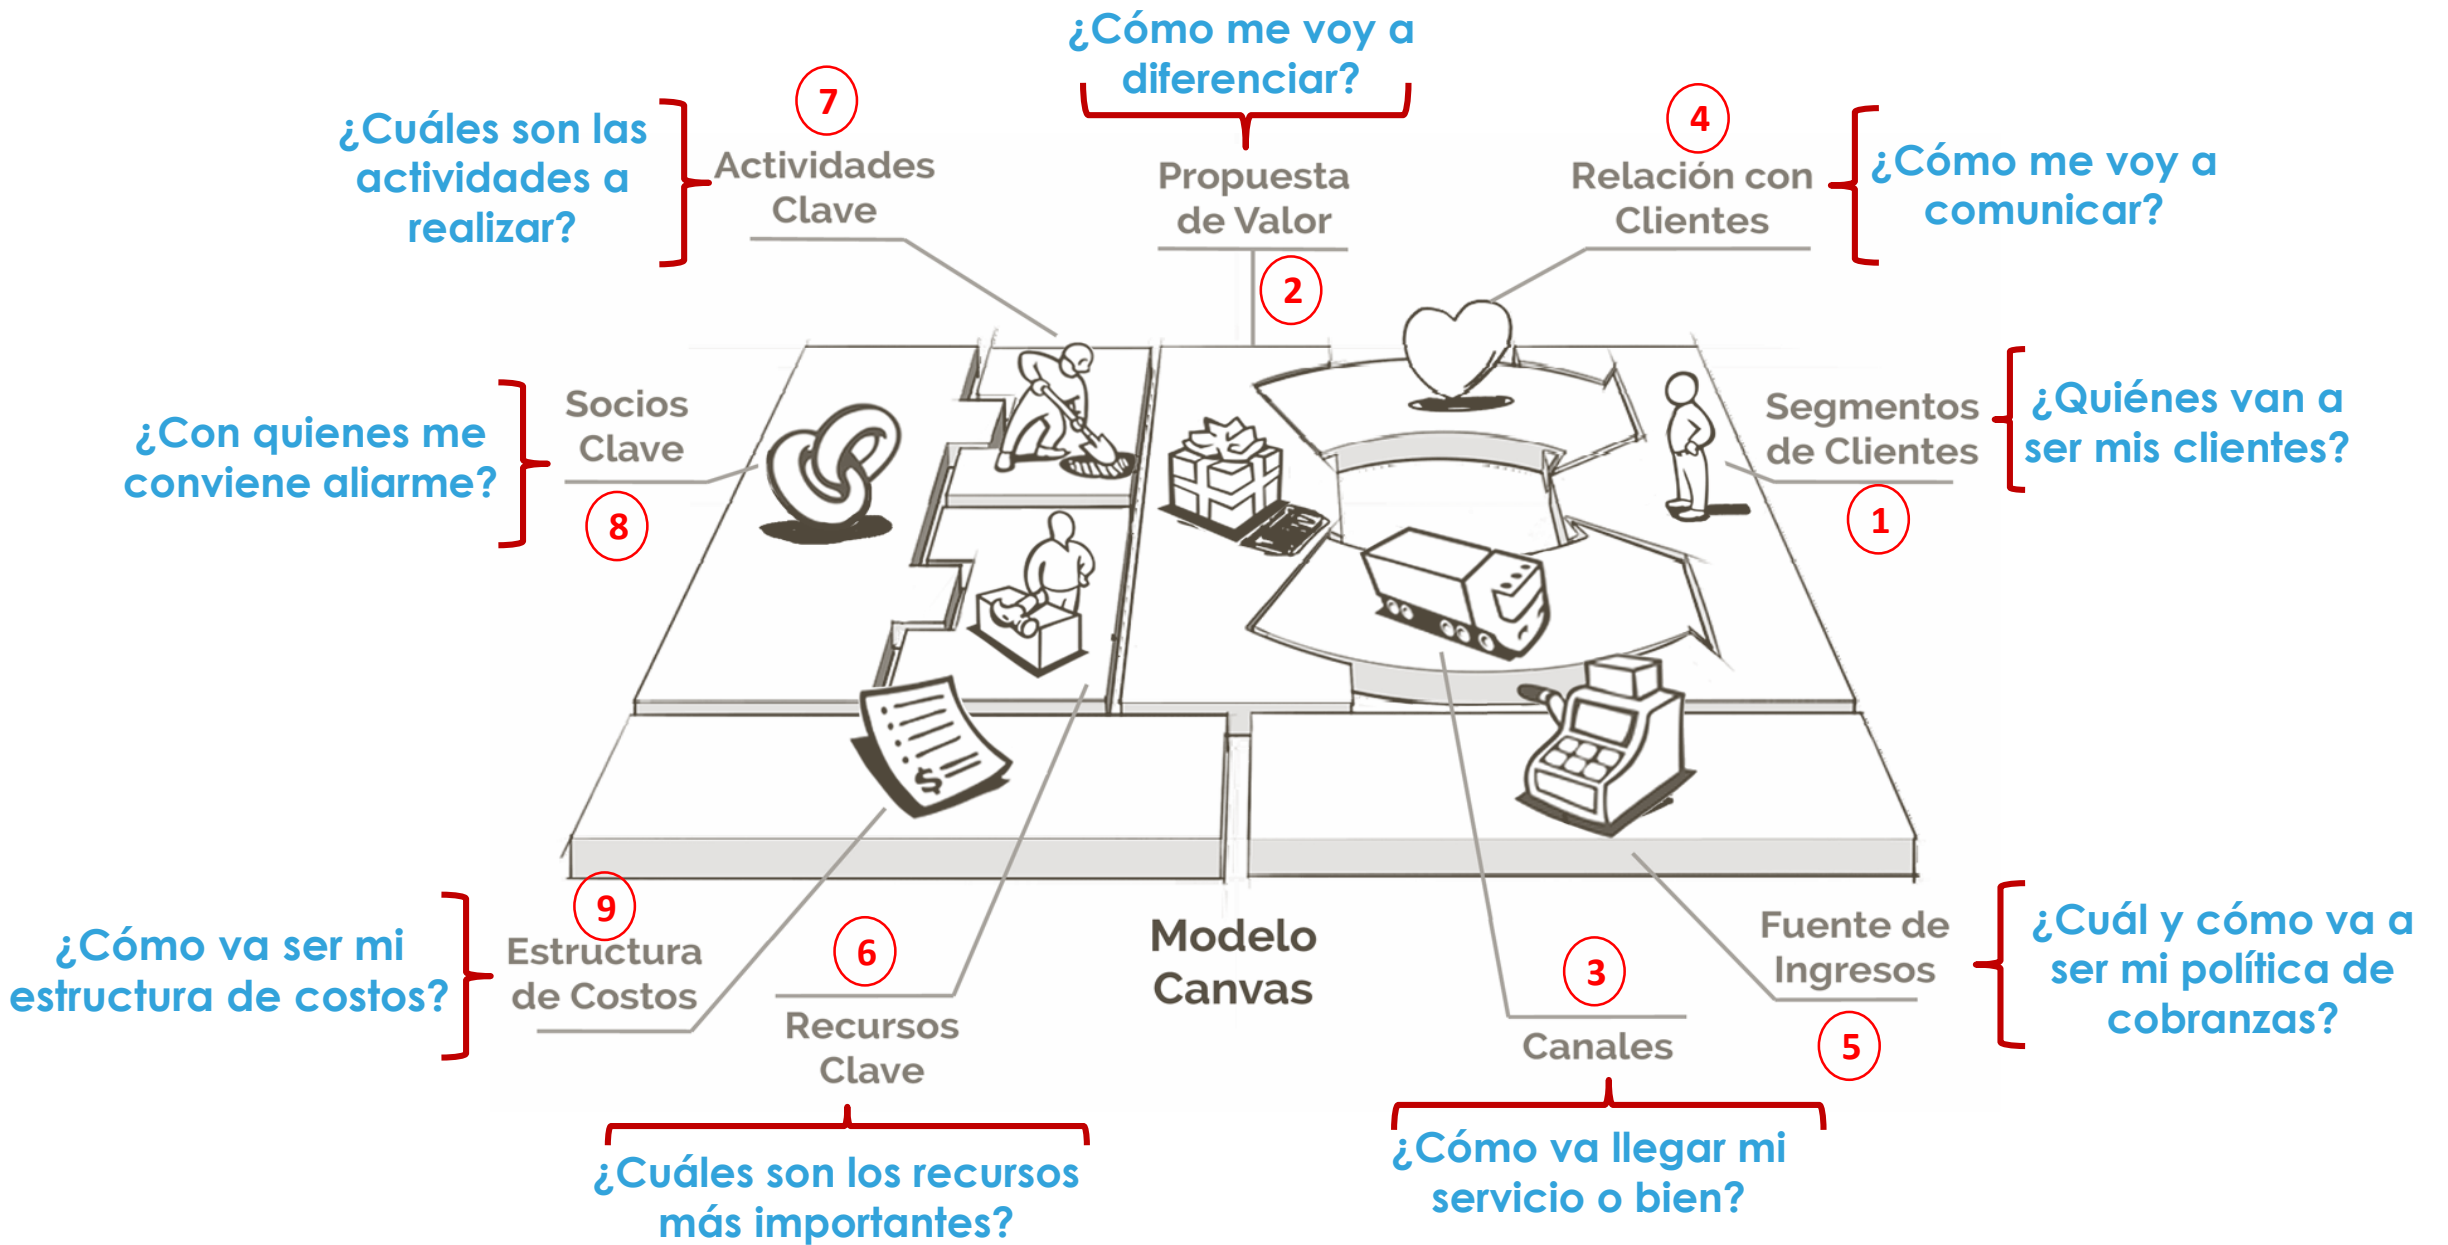 ¿Cómo me voy a
diferenciar?
7
¿Cuáles son las
actividades a
realizar?
Actividades
Clave
Propuesta
de Valor
2
4
Relación con
Clientes
¿Cómo me voy a
comunicar?
¿Con quienes me
conviene aliarme?
Socios
Clave
8
Segmentos
de Clientes
1
¿Quiénes van a
ser mis clientes?
$
¿Cómo va ser mi
estructura de costos?
9
Estructura
de Costos
6
Recursos
Clave
¿Cuáles son los recursos
más importantes?
Modelo
Canvas
3
Canales
¿Cómo va llegar mi
servicio o bien?
Fuente de
Ingresos
5
¿Cuál y cómo va a
ser mi política de
cobranzas?